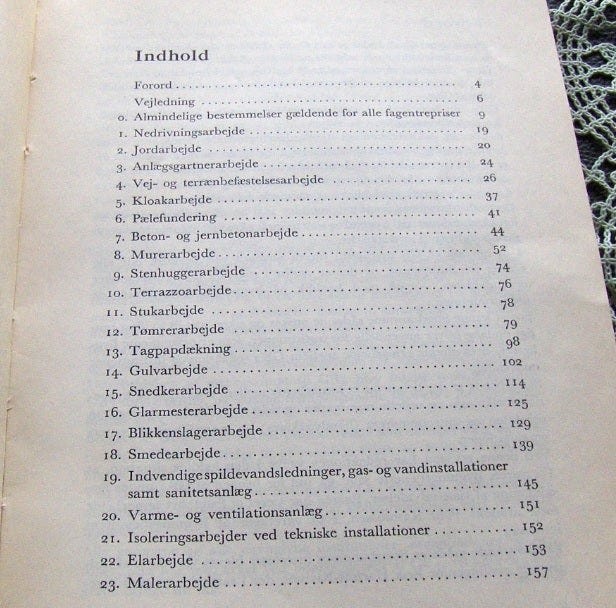 Indhold
Forord . . . . . . . . . . . . . . . . . . . . . . . . . . . . . . . . 4
Vejledning . . . . . . . . . . . . . . . . . . . . . . . . . . . . . 6
0. Almindelige bestemmelser gældende for alle fagentrepriser 9
1. Nedrivningsarbejde . . . . . . . . . . . . . . . . . . . . . . . 19
2. Jordarbejde . . . . . . . . . . . . . . . . . . . . . . . . . . . 20
3. Anlægsgartnerarbejde . . . . . . . . . . . . . . . . . . . . . 24
4. Vej- og terrænbefæstelsesarbejde . . . . . . . . . . . . . . 26
5. Kloakarbejde . . . . . . . . . . . . . . . . . . . . . . . . . . 37
6. Pælefundering . . . . . . . . . . . . . . . . . . . . . . . . . 41
7. Beton- og jernbetonarbejde . . . . . . . . . . . . . . . . . . 44
8. Murerarbejde . . . . . . . . . . . . . . . . . . . . . . . . . . 52
9. Stenhuggerarbejde . . . . . . . . . . . . . . . . . . . . . . . 74
10. Terrazzoarbejde . . . . . . . . . . . . . . . . . . . . . . . . 76
11. Stukarbejde . . . . . . . . . . . . . . . . . . . . . . . . . . 78
12. Tømrerarbejde . . . . . . . . . . . . . . . . . . . . . . . . . 79
13. Tagpapdækning . . . . . . . . . . . . . . . . . . . . . . . . 98
14. Gulvarbejde . . . . . . . . . . . . . . . . . . . . . . . . . . 102
15. Snedkerarbejde . . . . . . . . . . . . . . . . . . . . . . . . 114
16. Glarmesterarbejde . . . . . . . . . . . . . . . . . . . . . . 125
17. Blikkenslagerarbejde . . . . . . . . . . . . . . . . . . . . . 129
18. Smedearbejde . . . . . . . . . . . . . . . . . . . . . . . . . 139
19. Indvendige spildevandsledninger, gas- og vandinstallationer
samt sanitetsanlæg . . . . . . . . . . . . . . . . . . . . . . . . 145
20. Varme- og ventilationsanlæg . . . . . . . . . . . . . . . . 151
21. Isoleringsarbejder ved tekniske installationer . . . . . . . 152
22. Elarbejde . . . . . . . . . . . . . . . . . . . . . . . . . . . 153
23. Malerarbejde . . . . . . . . . . . . . . . . . . . . . . . . . 157